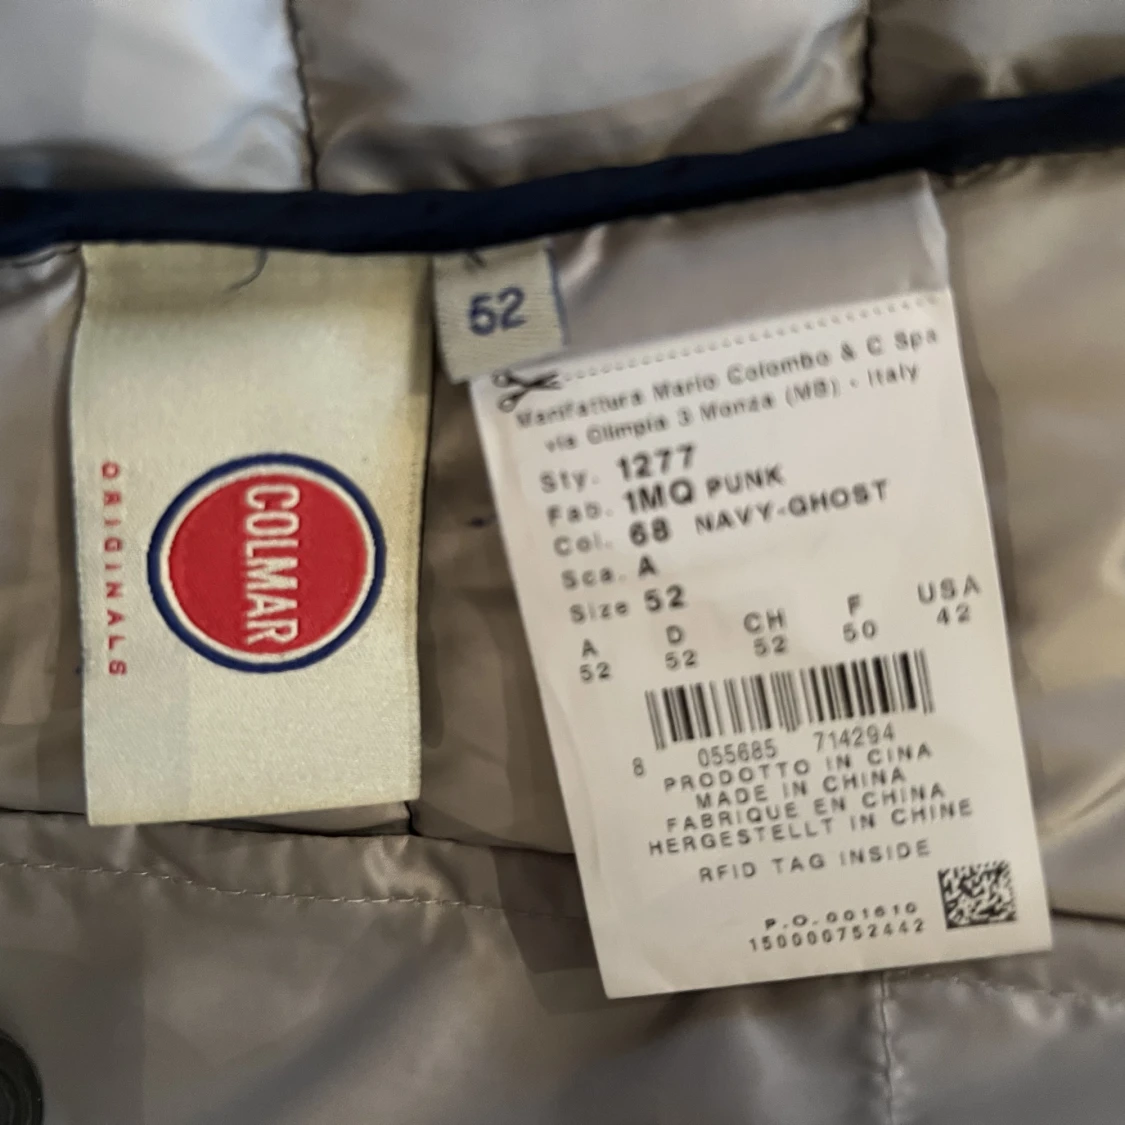 ORIGINALS
COLMAR
52
Manifattura Mario Colombo & C Spa
via Olimpia 3 Monza (MB) - Italy
Sty. 1277
Fab. 1MQ PUNK
Col. 68 NAVY-GHOST
Sca. A
Size 52
A D CH F USA
52 52 52 50 42
8 055685 714294
PRODOTTO IN CINA
MADE IN CHINA
FABRIQUE EN CHINA
HERGESTELLT IN CHINE
RFID TAG INSIDE
P.O. 001610
150000752442